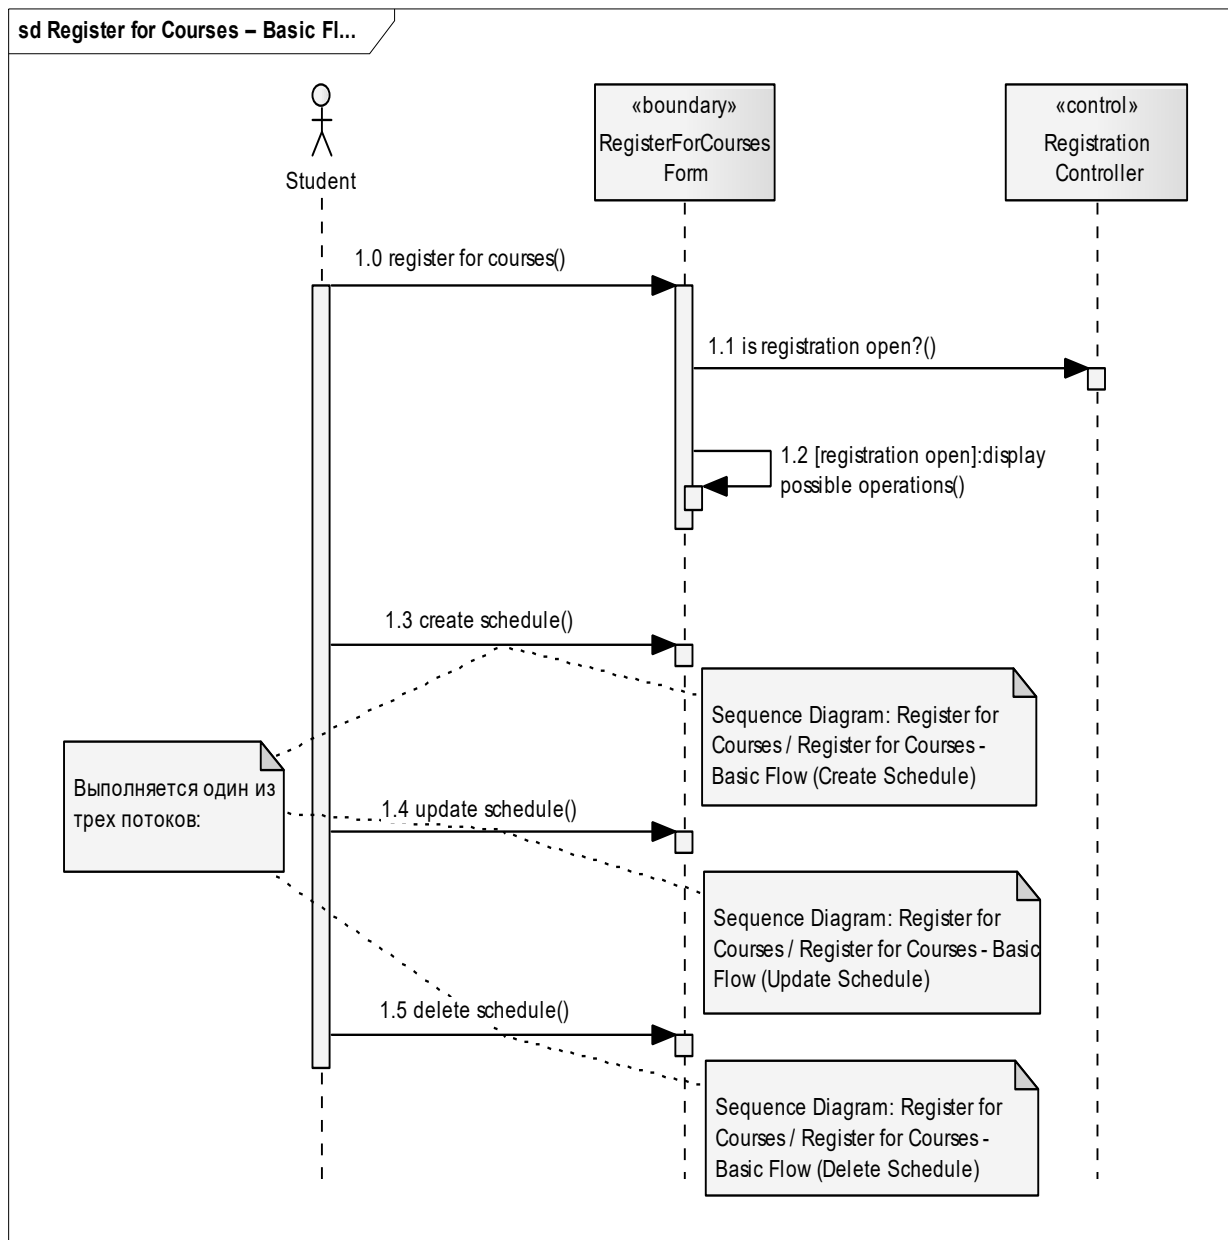 sd Register for Courses – Basic Fl...
«boundary»
RegisterForCourses
Form
«control»
Registration
Controller
Student
1.0 register for courses()
1.1 is registration open?()
1.2 [registration open]:display
possible operations()
1.3 create schedule()
Sequence Diagram: Register for
Courses / Register for Courses -
Basic Flow (Create Schedule)
Выполняется один из
трех потоков:
1.4 update schedule()
Sequence Diagram: Register for
Courses / Register for Courses - Basic
Flow (Update Schedule)
1.5 delete schedule()
Sequence Diagram: Register for
Courses / Register for Courses -
Basic Flow (Delete Schedule)